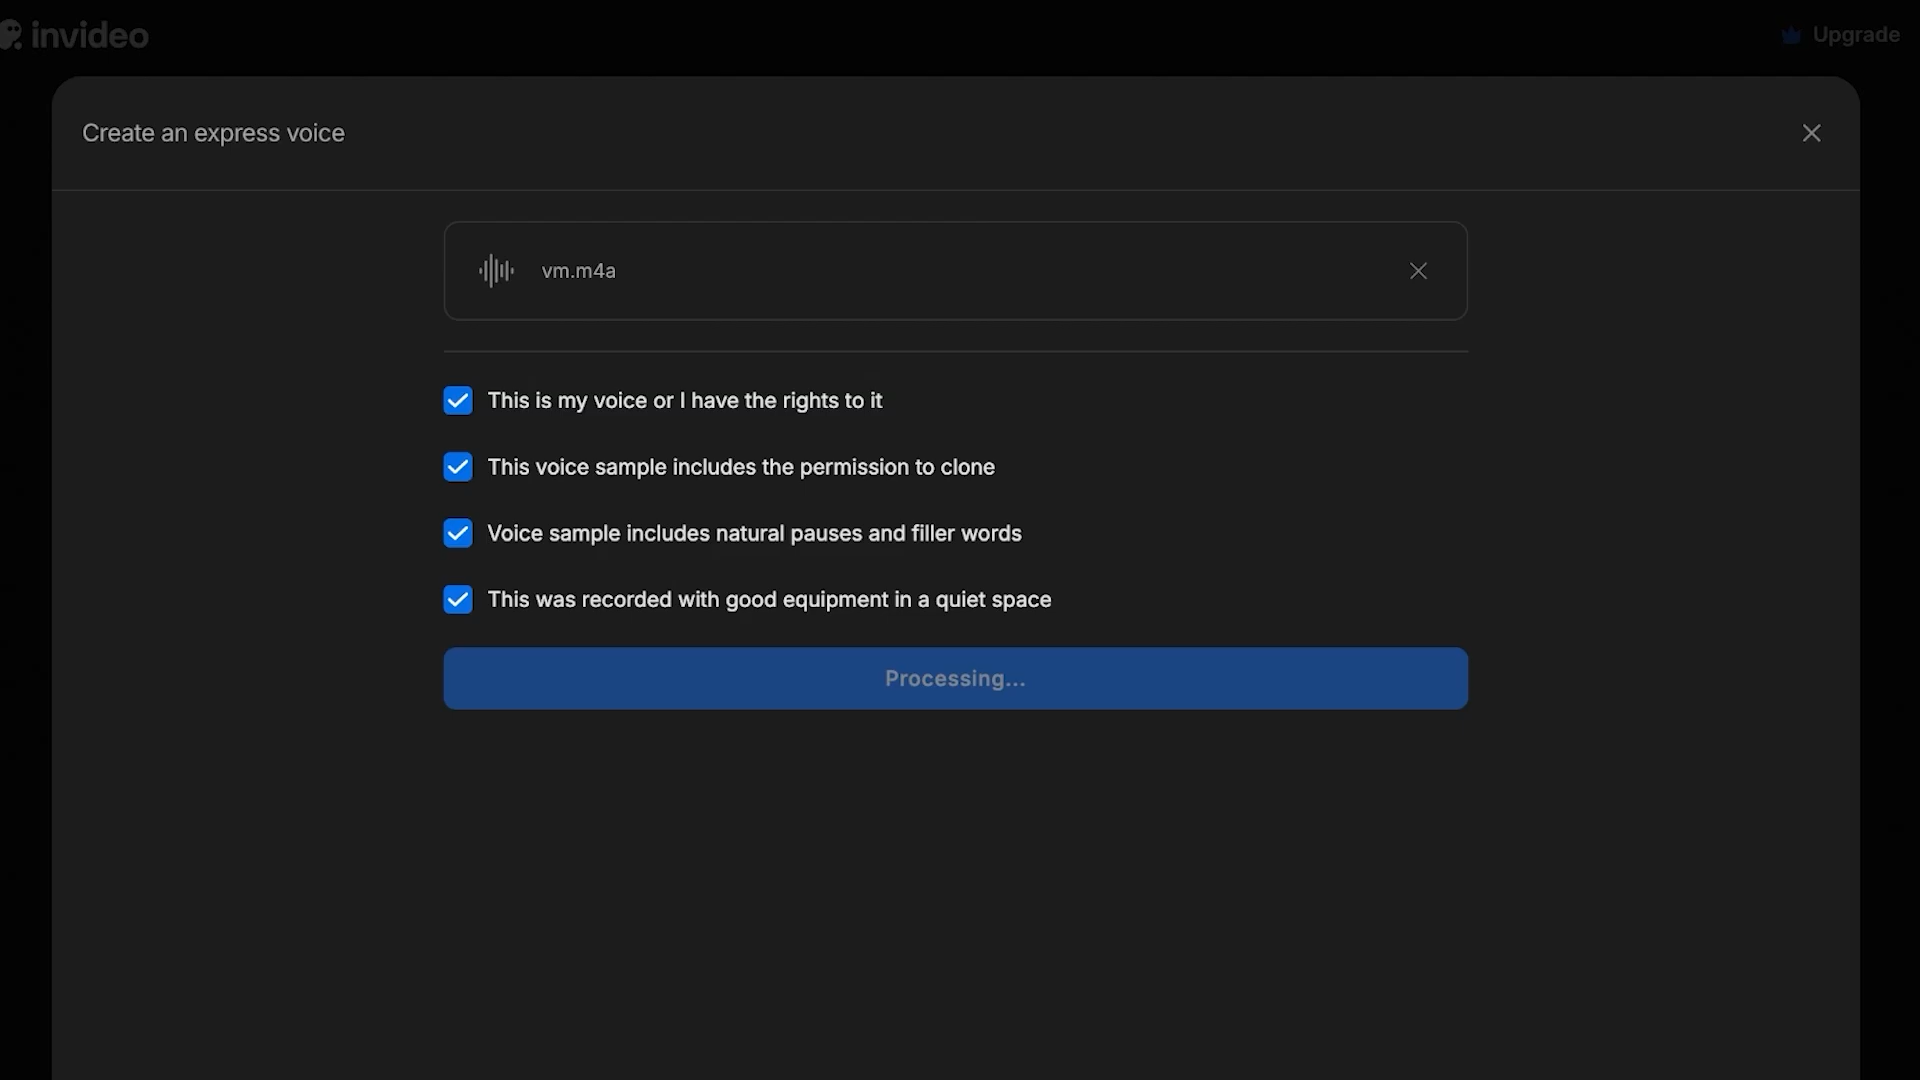 invideo
Upgrade
Create an express voice
vm.m4a
This is my voice or I have the rights to it
This voice sample includes the permission to clone
Voice sample includes natural pauses and filler words
This was recorded with good equipment in a quiet space
Processing...